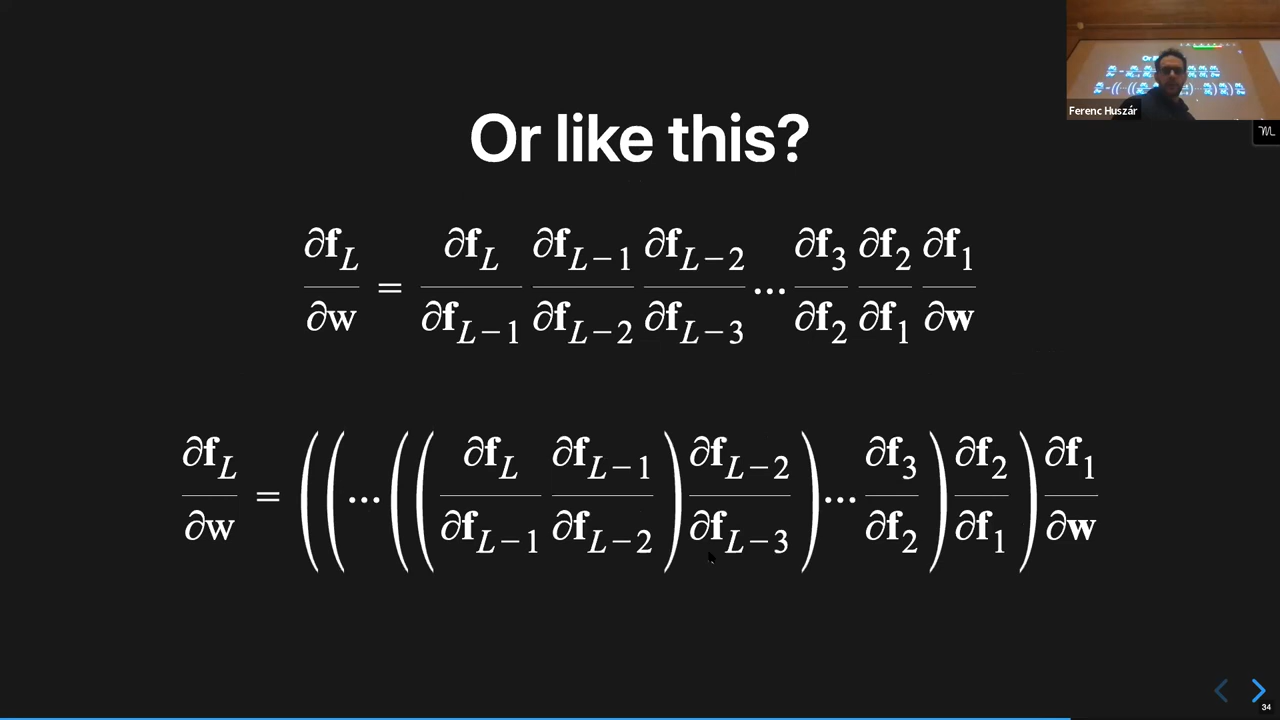 Ferenc Huszár
Or like this?
∂f_L/∂w = ∂f_L/∂f_{L−1} ∂f_{L−1}/∂f_{L−2} ∂f_{L−2}/∂f_{L−3} ... ∂f_3/∂f_2 ∂f_2/∂f_1 ∂f_1/∂w
∂f_L/∂w = ((...((∂f_L/∂f_{L−1} ∂f_{L−1}/∂f_{L−2}) ∂f_{L−2}/∂f_{L−3}) ... ∂f_3/∂f_2) ∂f_2/∂f_1) ∂f_1/∂w
34